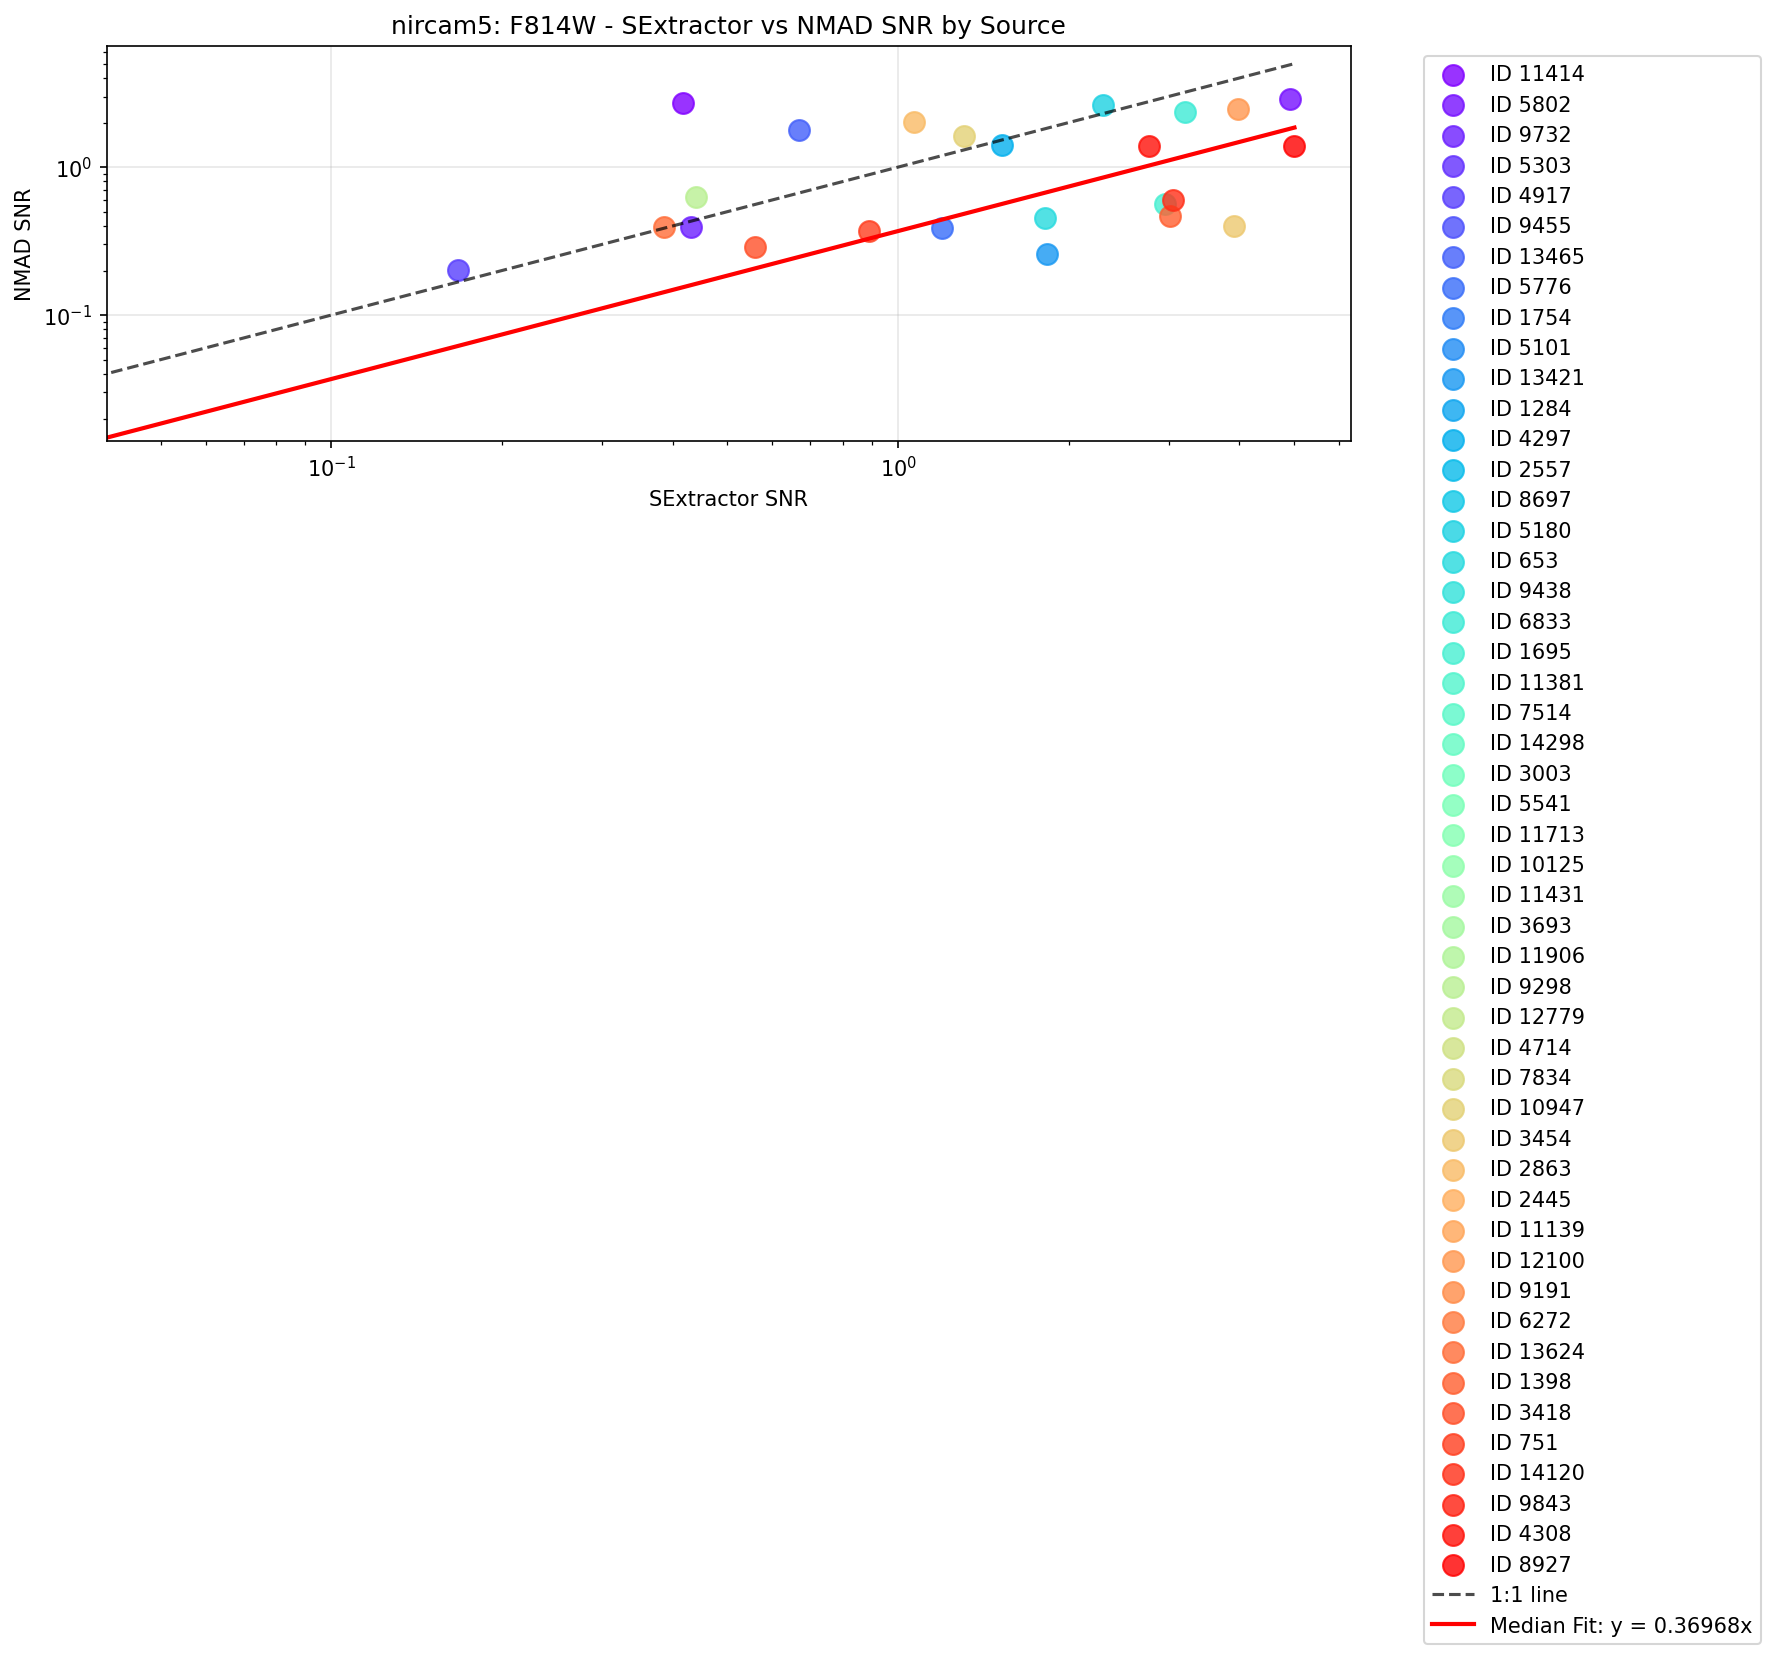 nircam5: F814W - SExtractor vs NMAD SNR by Source
NMAD SNR
10⁰
10⁻¹
10⁻¹
10⁰
SExtractor SNR
ID 11414
ID 5802
ID 9732
ID 5303
ID 4917
ID 9455
ID 13465
ID 5776
ID 1754
ID 5101
ID 13421
ID 1284
ID 4297
ID 2557
ID 8697
ID 5180
ID 653
ID 9438
ID 6833
ID 1695
ID 11381
ID 7514
ID 14298
ID 3003
ID 5541
ID 11713
ID 10125
ID 11431
ID 3693
ID 11906
ID 9298
ID 12779
ID 4714
ID 7834
ID 10947
ID 3454
ID 2863
ID 2445
ID 11139
ID 12100
ID 9191
ID 6272
ID 13624
ID 1398
ID 3418
ID 751
ID 14120
ID 9843
ID 4308
ID 8927
1:1 line
Median Fit: y = 0.36968x